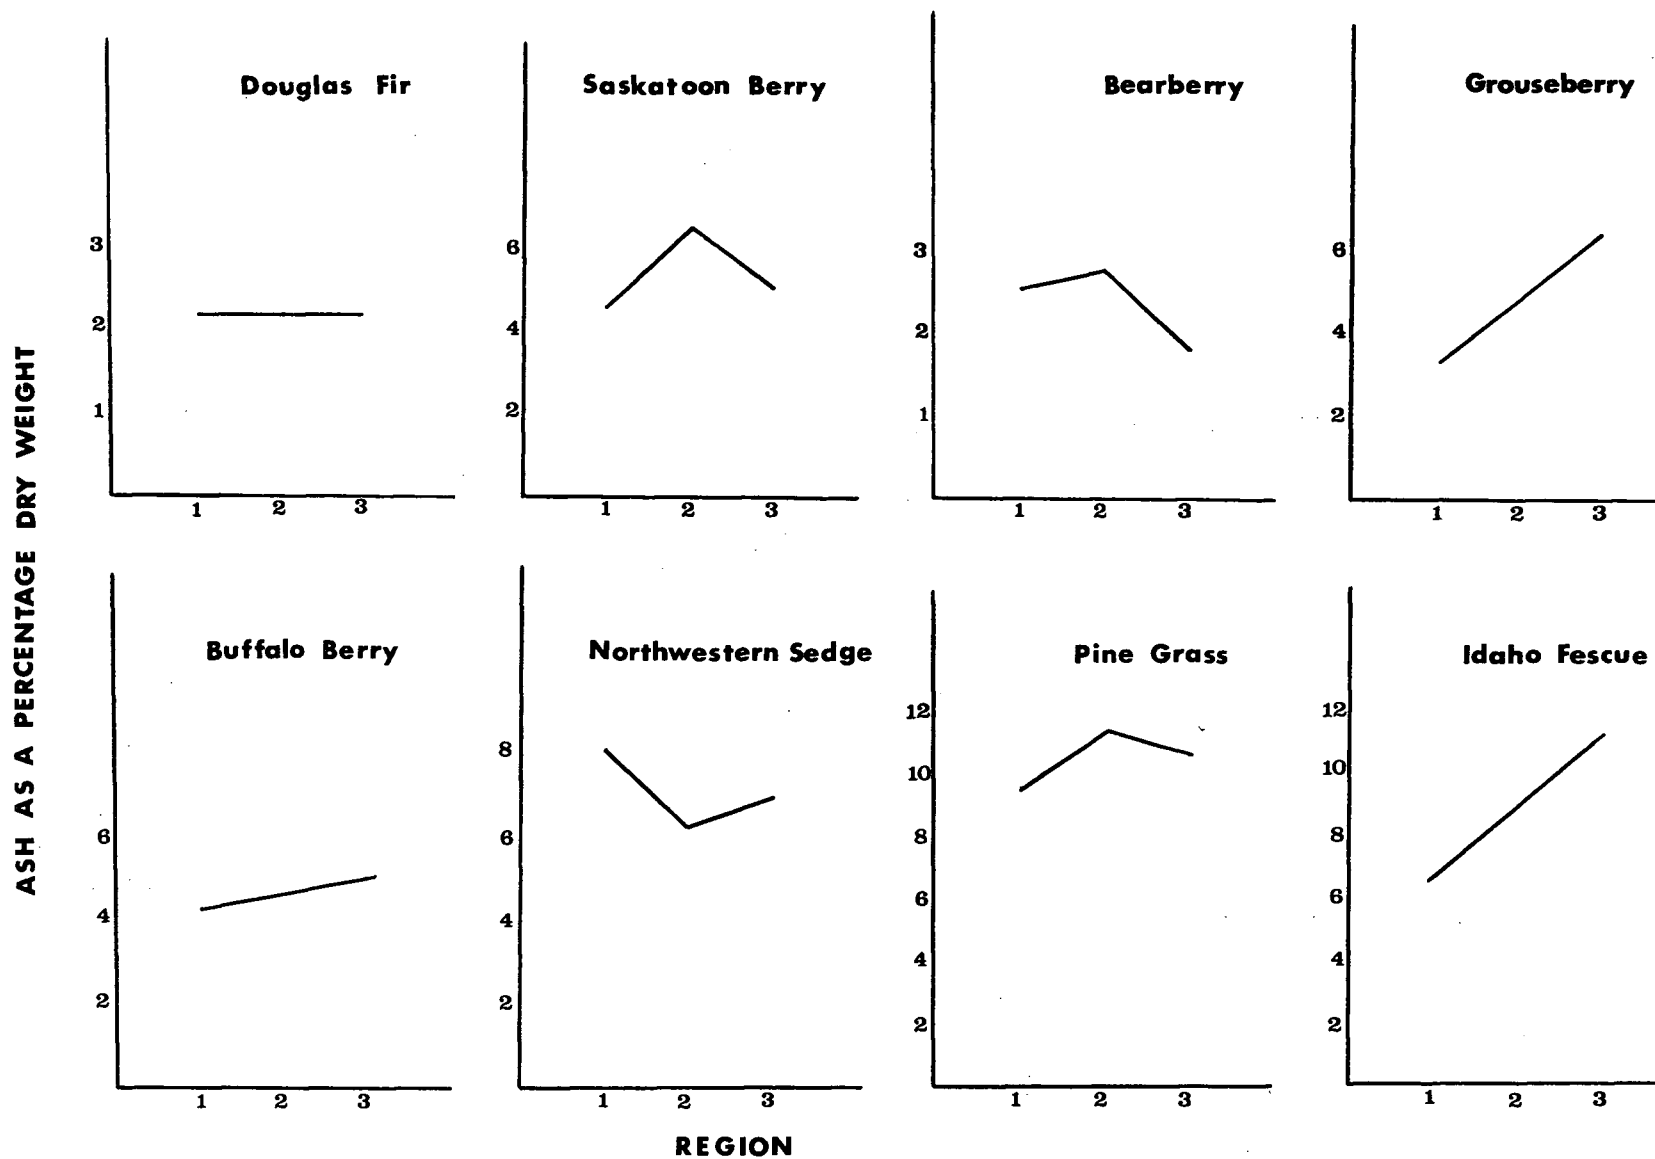 Douglas Fir
3
2
1
1 2 3
Saskatoon Berry
6
4
2
1 2 3
Bearberry
3
2
1
1 2 3
Grouseberry
6
4
2
1 2 3
ASH AS A PERCENTAGE DRY WEIGHT
Buffalo Berry
6
4
2
1 2 3
Northwestern Sedge
8
6
4
2
1 2 3
Pine Grass
12
10
8
6
4
2
1 2 3
Idaho Fescue
12
10
8
6
4
2
1 2 3
REGION